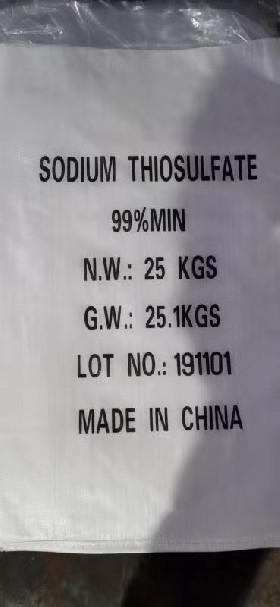 SODIUM THIOSULFATE
99%MIN
N.W.: 25 KGS
G.W.: 25.1KGS
LOT NO.: 191101
MADE IN CHINA